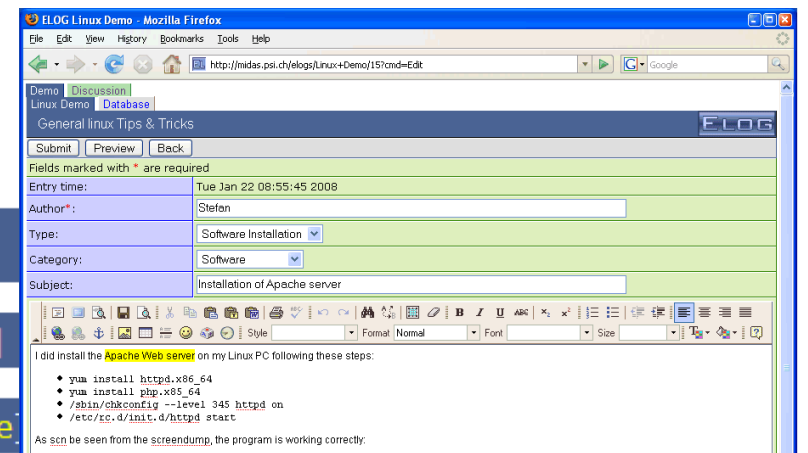 ELOG Linux Demo - Mozilla Firefox
File Edit View History Bookmarks Tools Help
http://midas.psi.ch/elogs/Linux+Demo/15?cmd=Edit G Google
Demo Discussion
Linux Demo Database
General linux Tips & Tricks ELOG
Submit Preview Back
Fields marked with * are required
Entry time: Tue Jan 22 08:55:45 2008
Author*: Stefan
Type: Software Installation
Category: Software
Subject: Installation of Apache server
B I U ABC x₂ x²
Style Format Normal Font Size
I did install the Apache Web server on my Linux PC following these steps:
yum install httpd.x86_64
yum install php.x85_64
/sbin/chkconfig --level 345 httpd on
/etc/rc.d/init.d/httpd start
As scn be seen from the screendump, the program is working correctly: